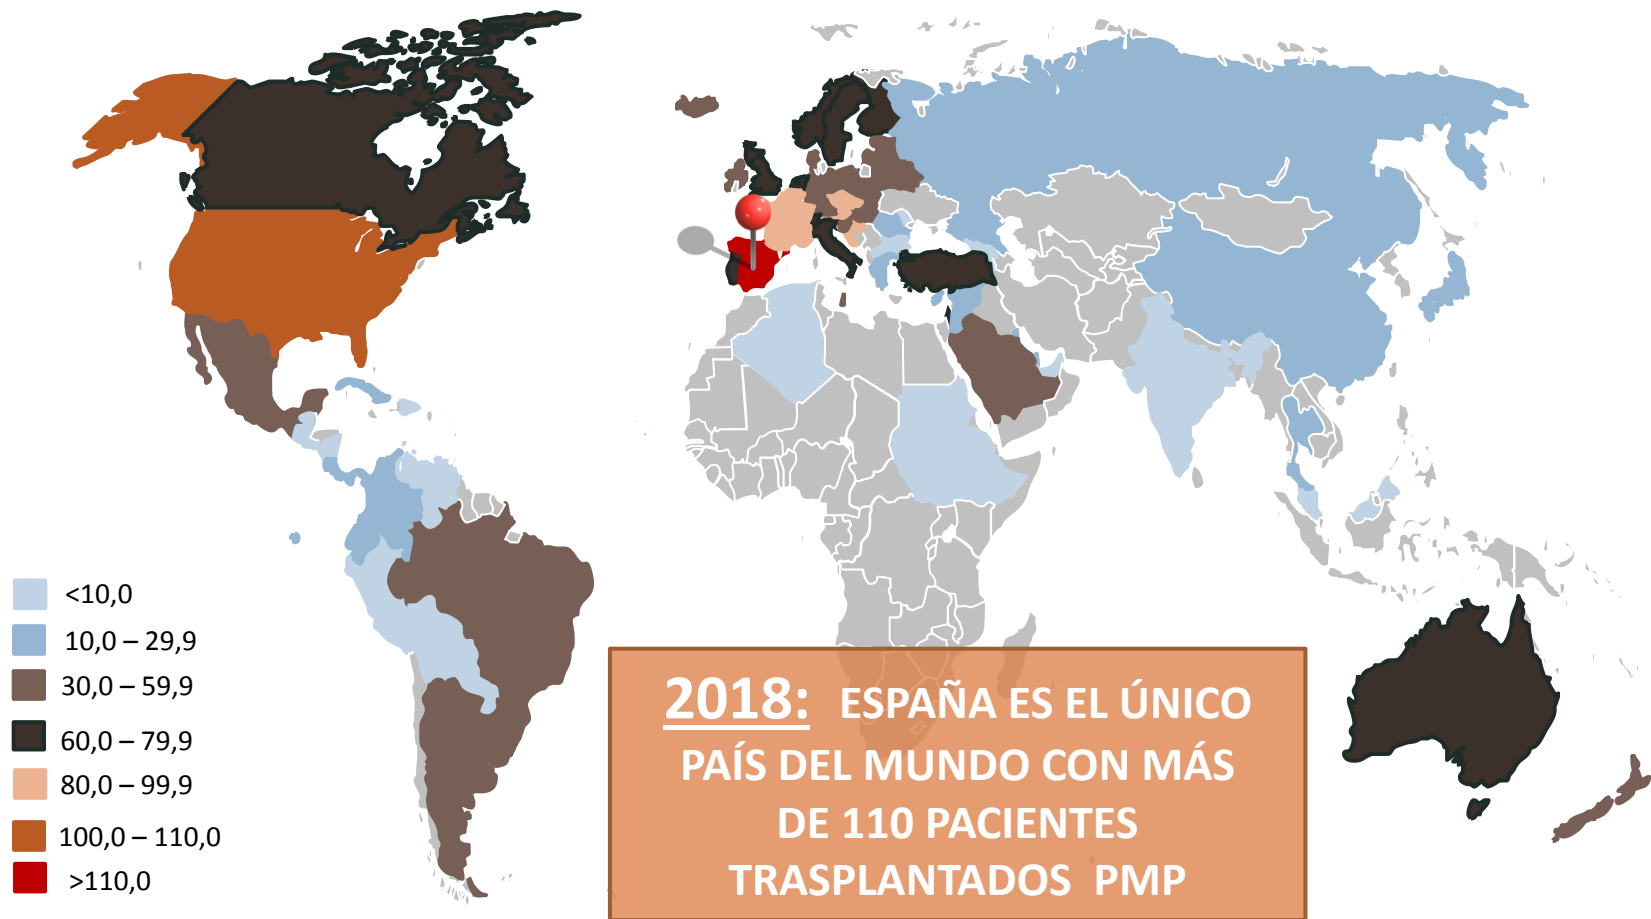 <10,0
10,0 – 29,9
30,0 – 59,9
60,0 – 79,9
80,0 – 99,9
100,0 – 110,0
>110,0
2018: ESPAÑA ES EL ÚNICO
PAÍS DEL MUNDO CON MÁS
DE 110 PACIENTES
TRASPLANTADOS PMP